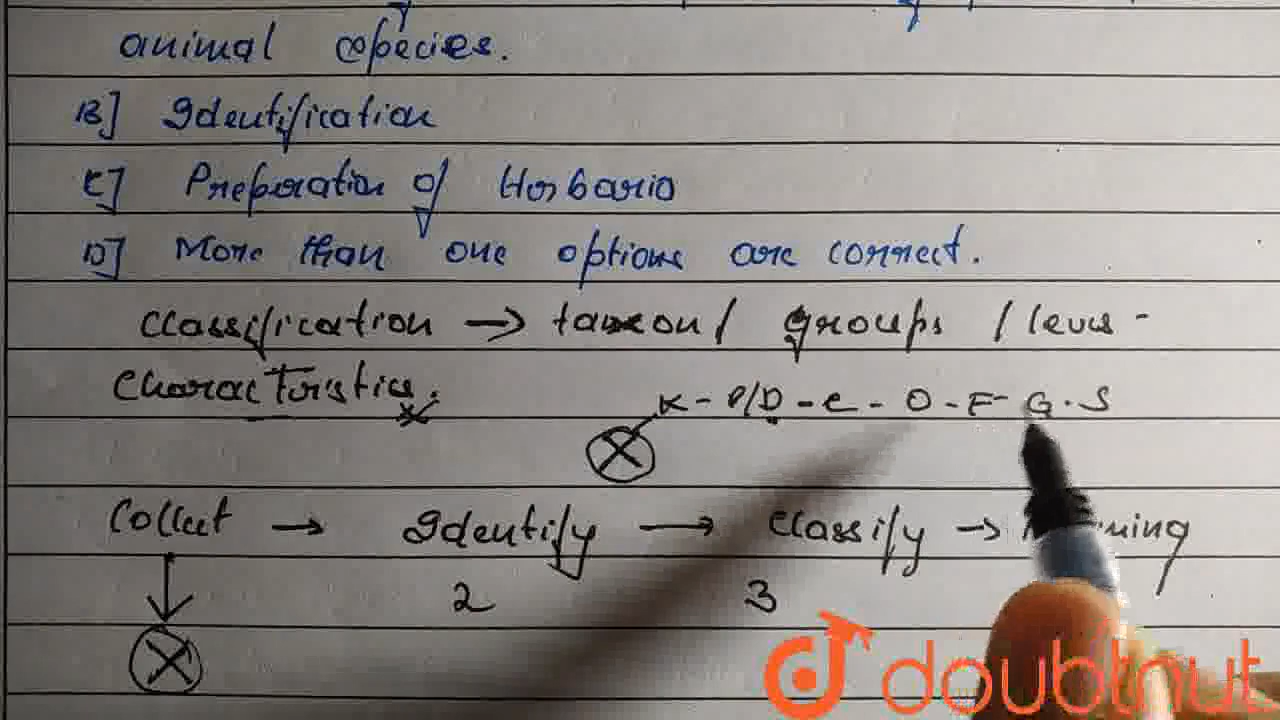 animal species.
B] Identification
C] Preparation of Herbaria
D] More than one options are correct.
Classification → taxon / groups / levels -
Characteristics.
K - P/D - C - O - F - G - S
Collect → Identify → Classify →
2 3
doubtnut